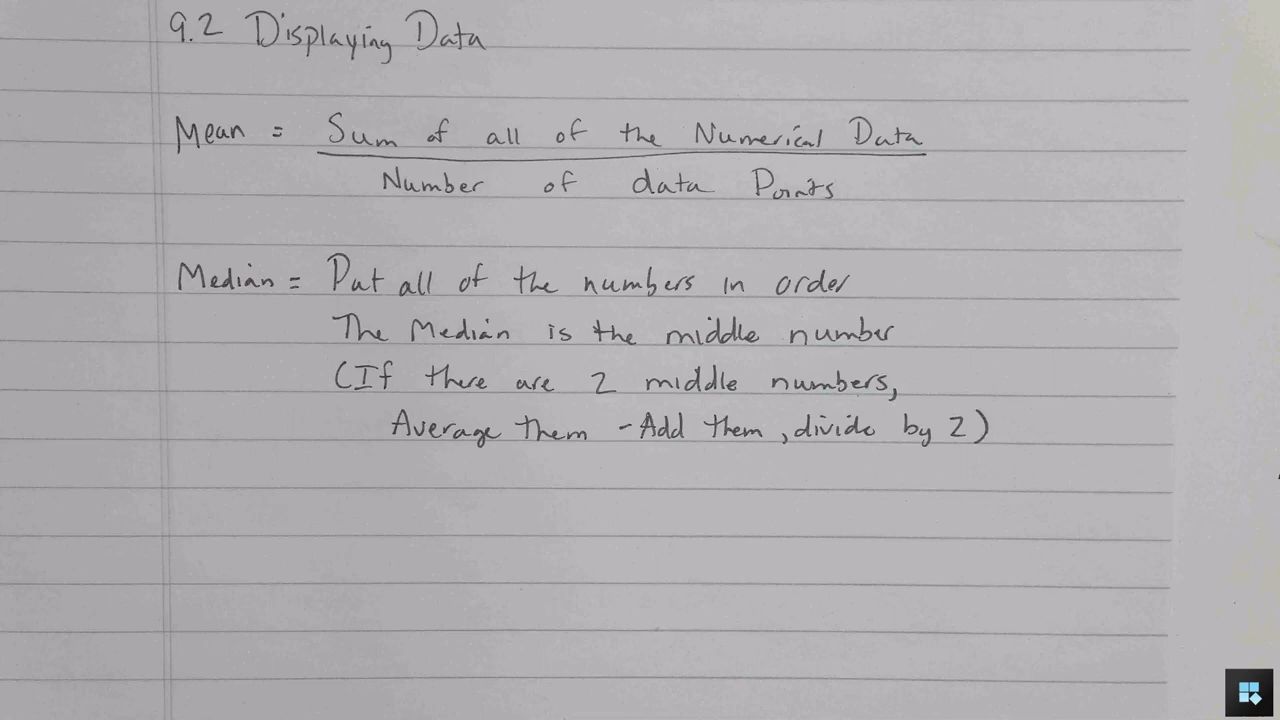 9.2 Displaying Data
Mean = Sum of all of the Numerical Data
Number of data Points
Median = Put all of the numbers in order
The Median is the middle number
(If there are 2 middle numbers,
Average them - Add them, divide by 2)